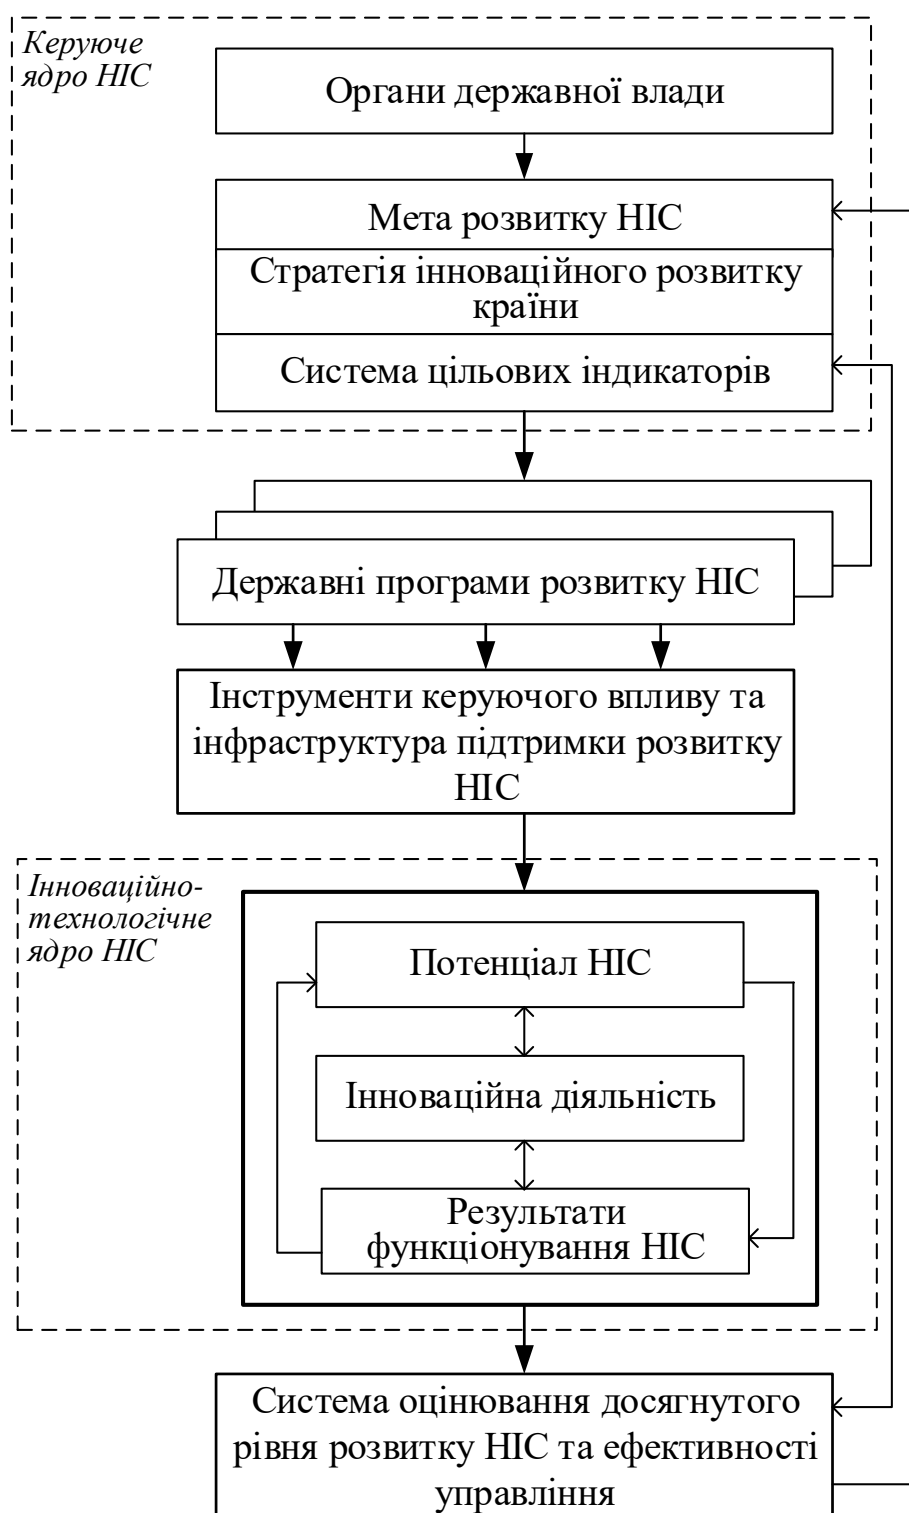 Керуюче
ядро НІС
Органи державної влади
Мета розвитку НІС
Стратегія інноваційного розвитку
країни
Система цільових індикаторів
Державні програми розвитку НІС
Інструменти керуючого впливу та
інфраструктура підтримки розвитку
НІС
Інноваційно-
технологічне
ядро НІС
Потенціал НІС
Інноваційна діяльність
Результати
функціонування НІС
Система оцінювання досягнутого
рівня розвитку НІС та ефективності
управління